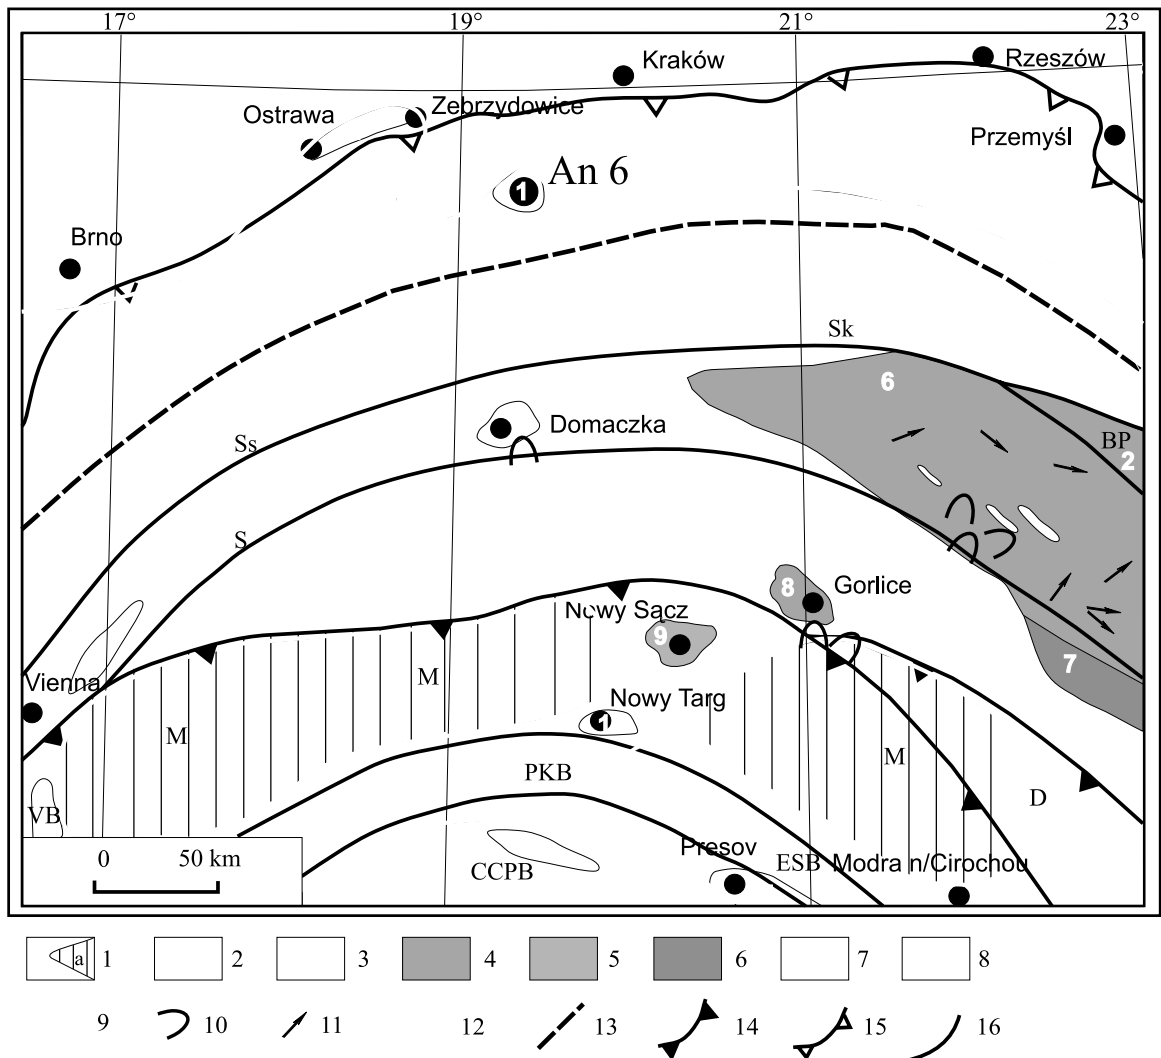 17° 19° 21° 23°
Kraków
Rzeszów
Ostrawa
Zebrzydowice
Przemyśl
1 An 6
Brno
Sk
6
Ss
Domaczka
BP
2
S
8 Gorlice
Nowy Sącz
9
7
Vienna
M
Nowy Targ
1
M
M
PKB
D
VB
Presov
ESB Modra n/Cirochou
CCPB
0 50 km
a 1 2 3 4 5 6 7 8
9 10 11 12 13 14 15 16